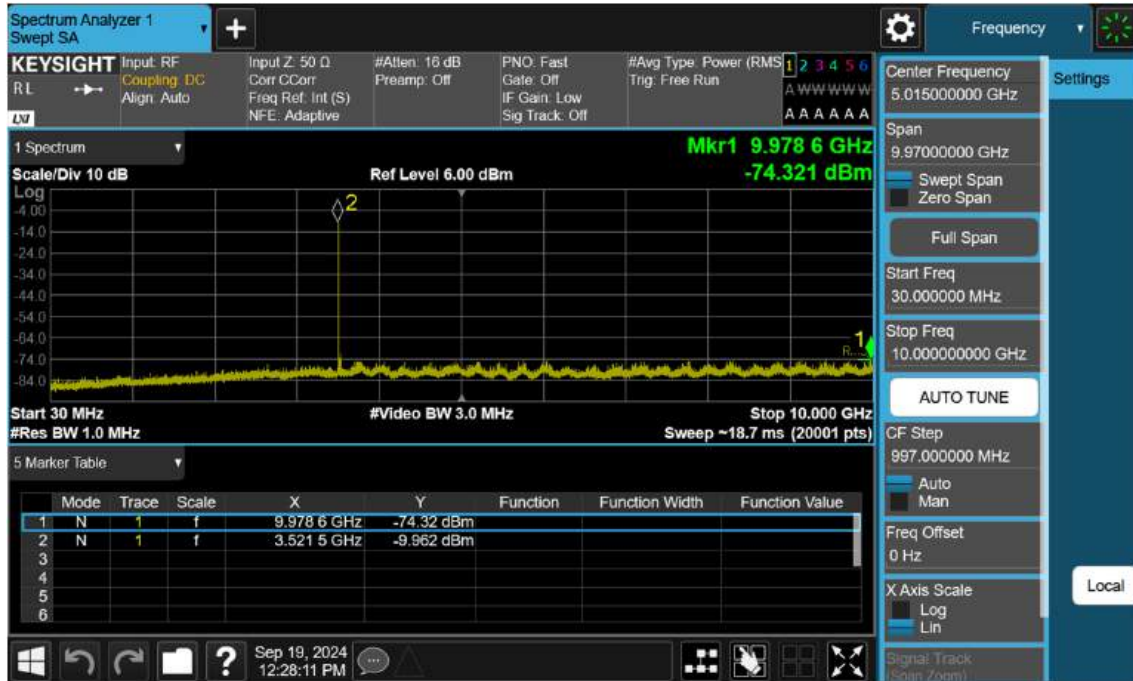 Spectrum Analyzer 1
Swept SA
Frequency
KEYSIGHT
RL
LXI
Input: RF
Coupling: DC
Align: Auto
Input Z: 50 Ω
Corr CCorr
Freq Ref: Int (S)
NFE: Adaptive
#Atten: 16 dB
Preamp: Off
PNO: Fast
Gate: Off
IF Gain: Low
Sig Track: Off
#Avg Type: Power (RMS
Trig: Free Run
1 2 3 4 5 6
A W W W W W
A A A A A A
1 Spectrum
Mkr1 9.978 6 GHz
Scale/Div 10 dB
Ref Level 6.00 dBm
-74.321 dBm
Log
-4.00
2
-14.0
-24.0
-34.0
-44.0
-54.0
-64.0
1
-74.0
-84.0
Start 30 MHz
#Video BW 3.0 MHz
Stop 10.000 GHz
#Res BW 1.0 MHz
Sweep ~18.7 ms (20001 pts)
5 Marker Table
Mode Trace Scale X Y Function Function Width Function Value
1 N 1 f 9.978 6 GHz -74.32 dBm
2 N 1 f 3.521 5 GHz -9.962 dBm
3
4
5
6
Sep 19, 2024
12:28:11 PM
Center Frequency
5.015000000 GHz
Settings
Span
9.97000000 GHz
Swept Span
Zero Span
Full Span
Start Freq
30.000000 MHz
Stop Freq
10.000000000 GHz
AUTO TUNE
CF Step
997.000000 MHz
Auto
Man
Freq Offset
0 Hz
X Axis Scale
Log
Lin
Local
Signal Track
(Span Zoom)